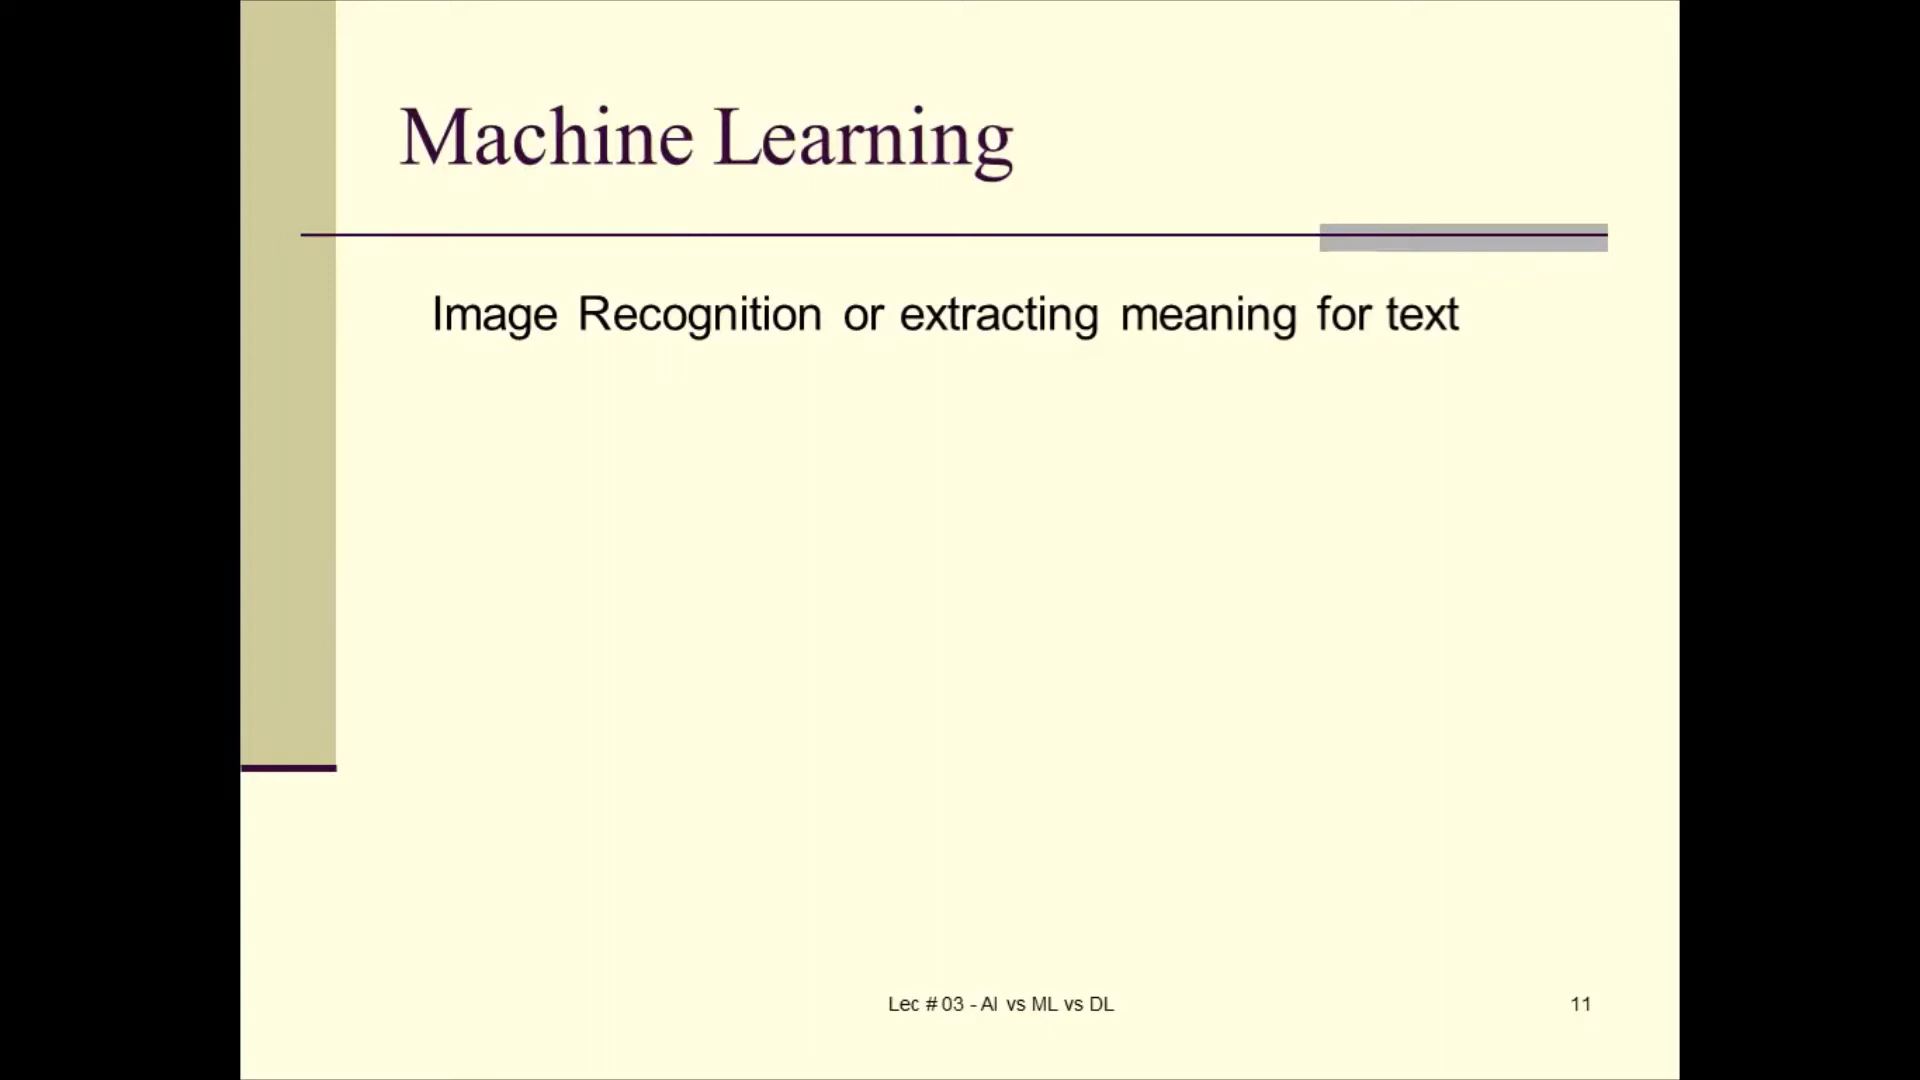 Machine Learning
Image Recognition or extracting meaning for text
Lec # 03 - AI vs ML vs DL
11